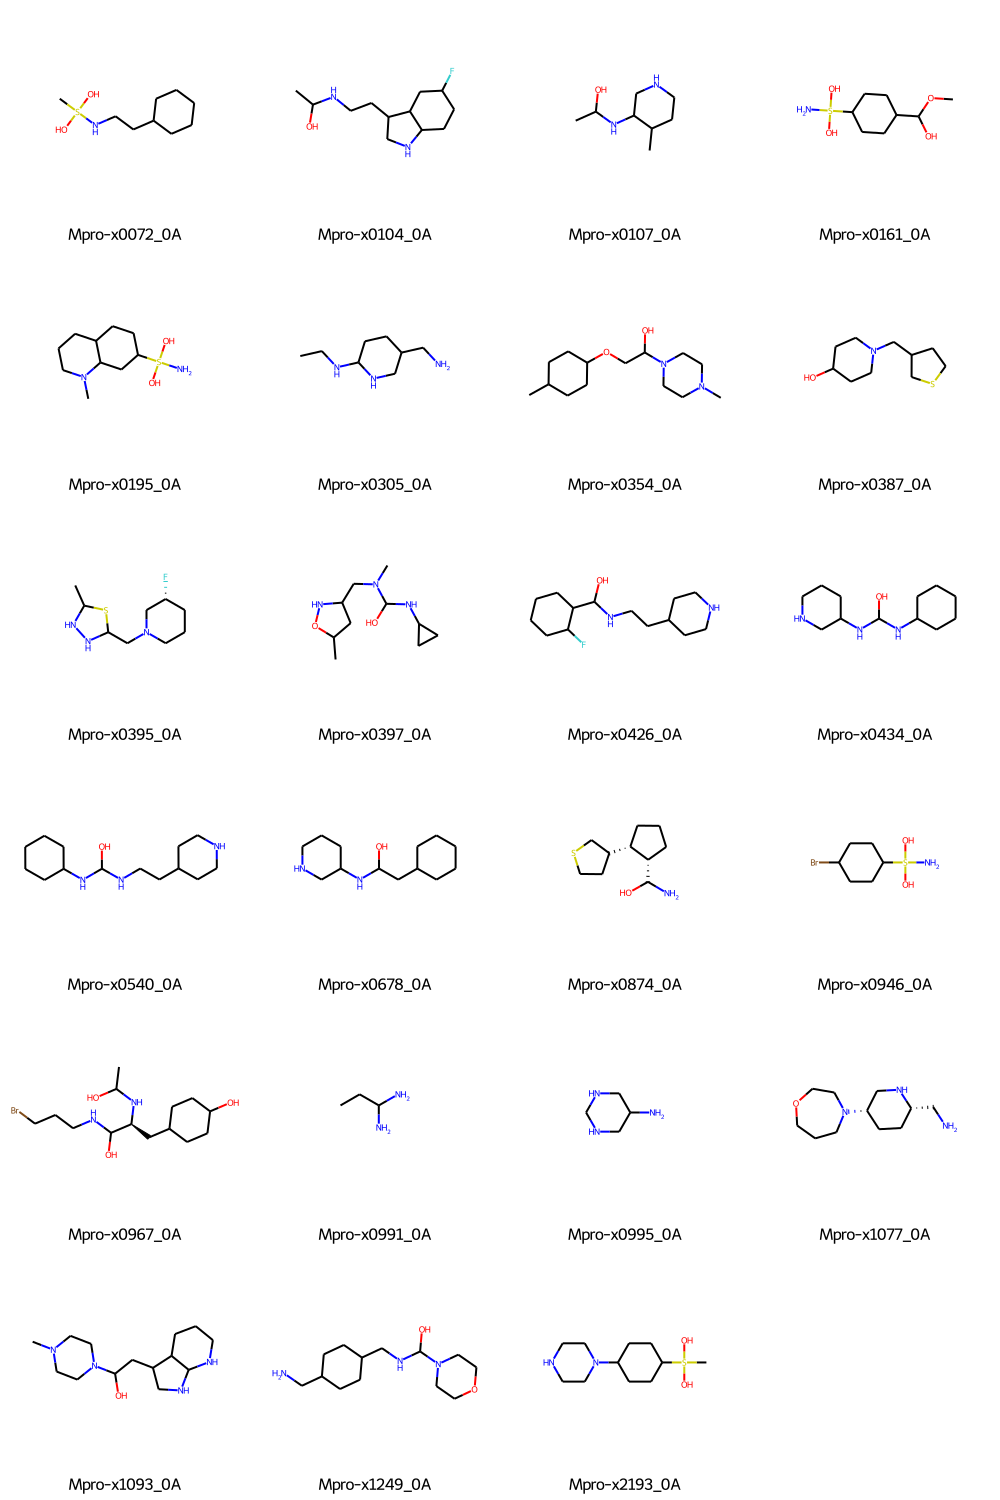 Mpro-x0072_0A Mpro-x0104_0A Mpro-x0107_0A Mpro-x0161_0A
Mpro-x0195_0A Mpro-x0305_0A Mpro-x0354_0A Mpro-x0387_0A
Mpro-x0395_0A Mpro-x0397_0A Mpro-x0426_0A Mpro-x0434_0A
Mpro-x0540_0A Mpro-x0678_0A Mpro-x0874_0A Mpro-x0946_0A
Mpro-x0967_0A Mpro-x0991_0A Mpro-x0995_0A Mpro-x1077_0A
Mpro-x1093_0A Mpro-x1249_0A Mpro-x2193_0A